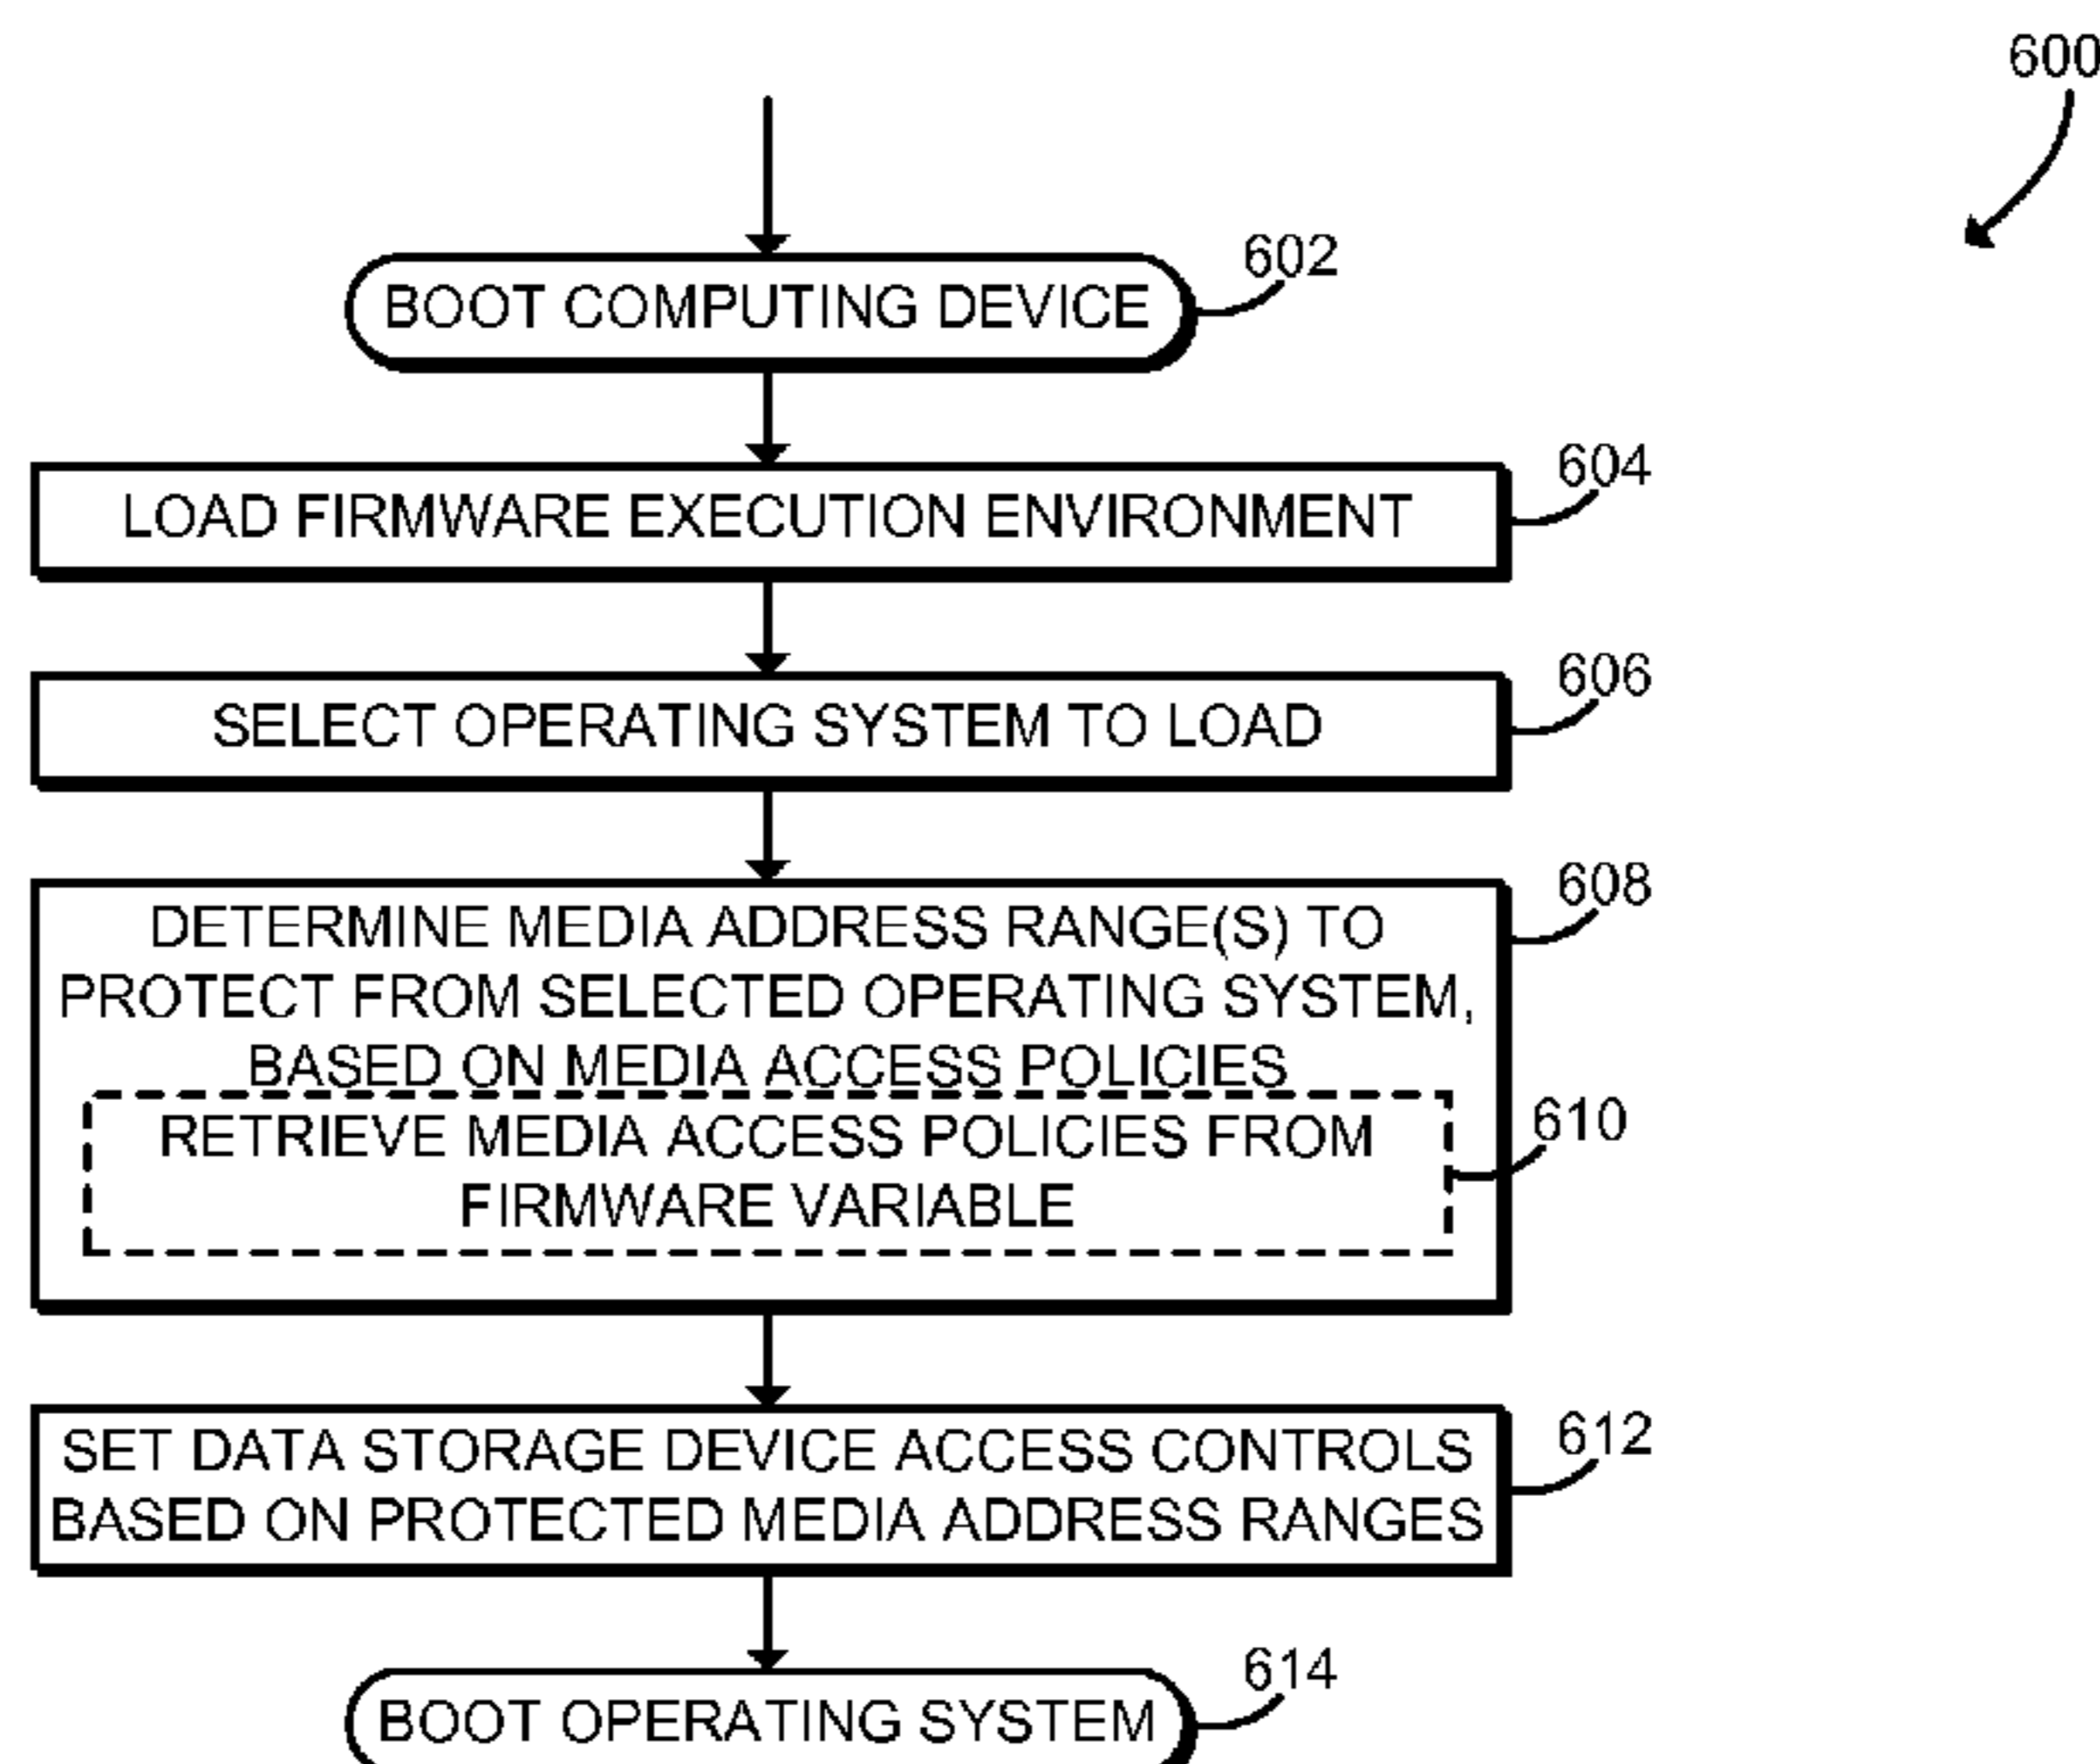 600
BOOT COMPUTING DEVICE
602
LOAD FIRMWARE EXECUTION ENVIRONMENT
604
SELECT OPERATING SYSTEM TO LOAD
606
DETERMINE MEDIA ADDRESS RANGE(S) TO
PROTECT FROM SELECTED OPERATING SYSTEM,
BASED ON MEDIA ACCESS POLICIES
608
RETRIEVE MEDIA ACCESS POLICIES FROM
FIRMWARE VARIABLE
610
SET DATA STORAGE DEVICE ACCESS CONTROLS
BASED ON PROTECTED MEDIA ADDRESS RANGES
612
BOOT OPERATING SYSTEM
614